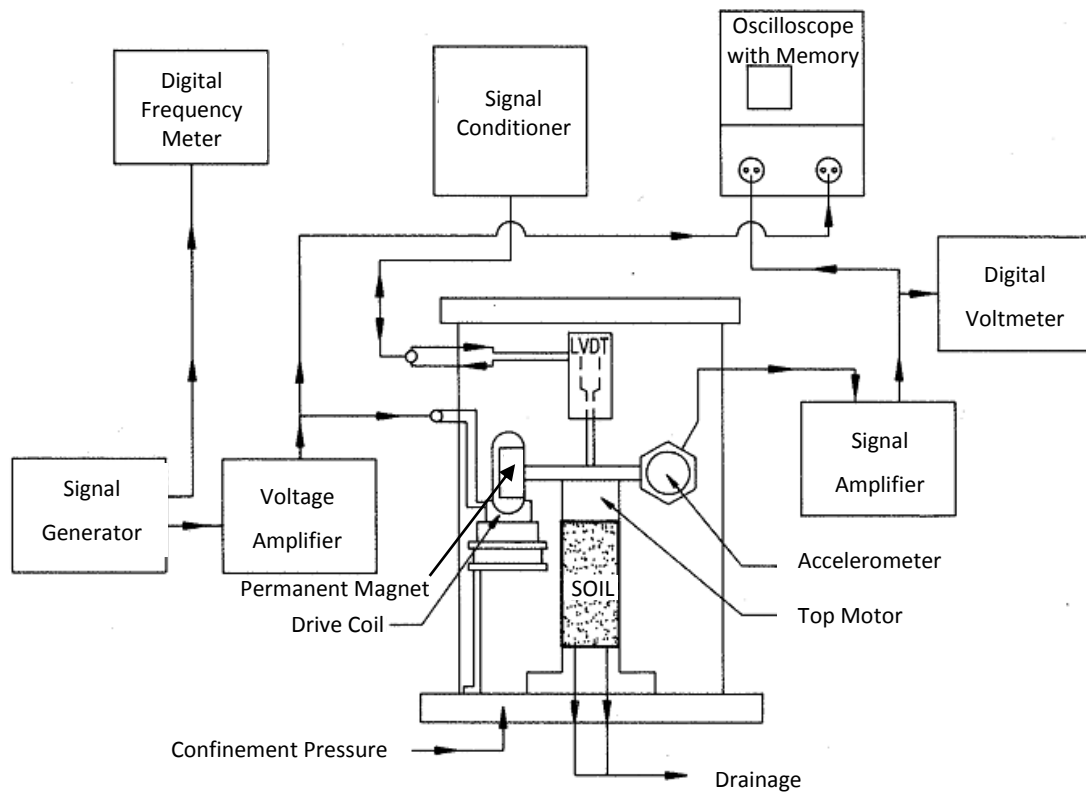 Oscilloscope
with Memory
Digital
Frequency
Meter
Signal
Conditioner
Digital
Voltmeter
LVDT
Signal
Generator
Voltage
Amplifier
Signal
Amplifier
Permanent Magnet
Drive Coil
SOIL
Accelerometer
Top Motor
Confinement Pressure
Drainage